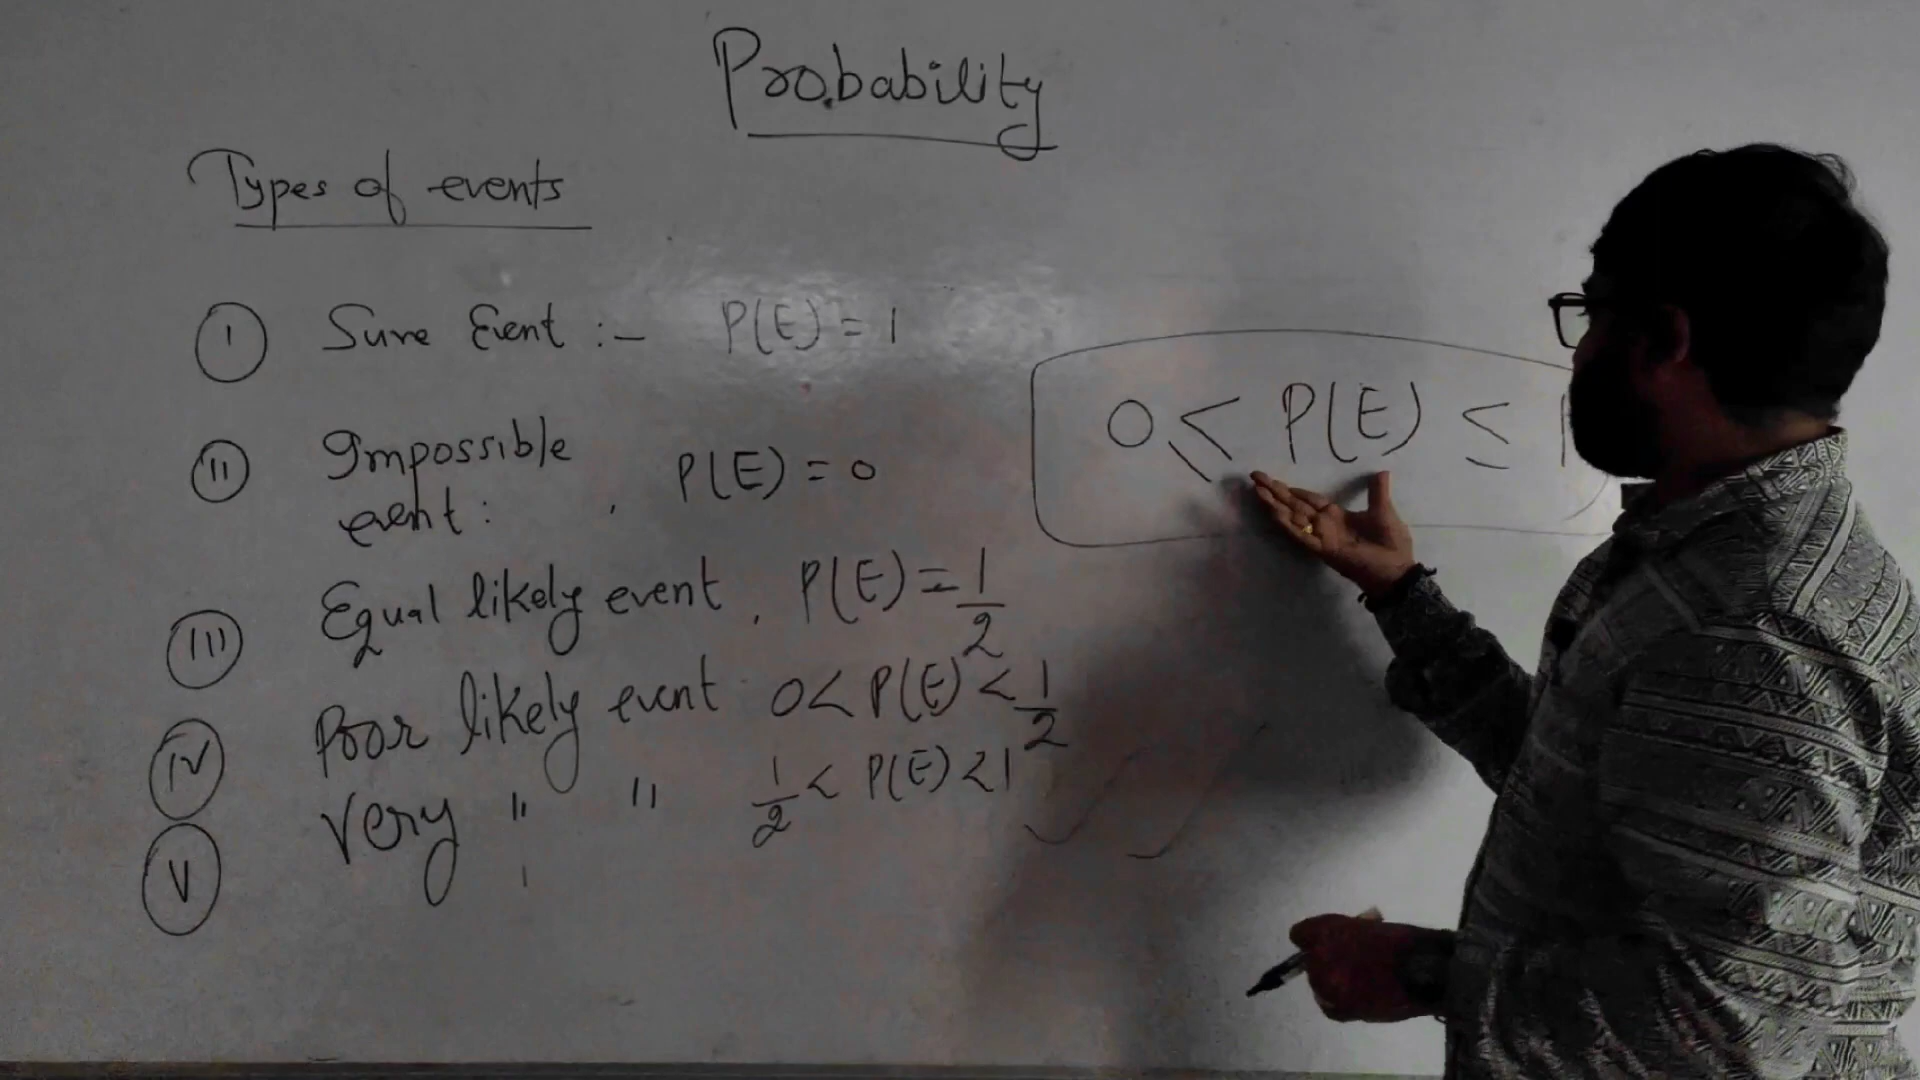 Probability
Types of events
(I) Sure Event :- P(E) = 1
(II) Impossible
event : , P(E) = 0
(III) Equal likely event , P(E) = 1/2
(IV) Poor likely event 0 < P(E) < 1/2
(V) Very " " 1/2 < P(E) < 1
0 ≤ P(E) ≤ 1